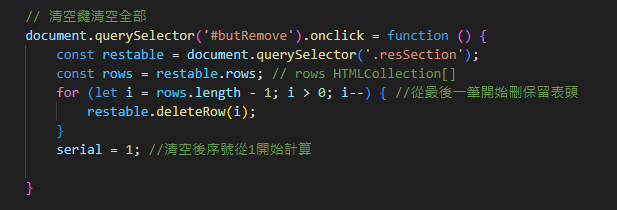 // 清空鍵清空全部
document.querySelector('#butRemove').onclick = function () {
    const restable = document.querySelector('.resSection');
    const rows = restable.rows; // rows HTMLCollection[]
    for (let i = rows.length - 1; i > 0; i--) { //從最後一筆開始刪保留表頭
        restable.deleteRow(i);
    }
    serial = 1; //清空後序號從1開始計算
}